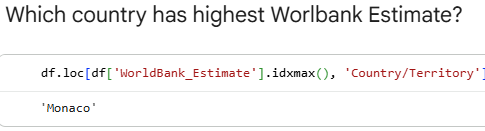 Which country has highest Worlbank Estimate?
df.loc[df['WorldBank_Estimate'].idxmax(), 'Country/Territory']
'Monaco'